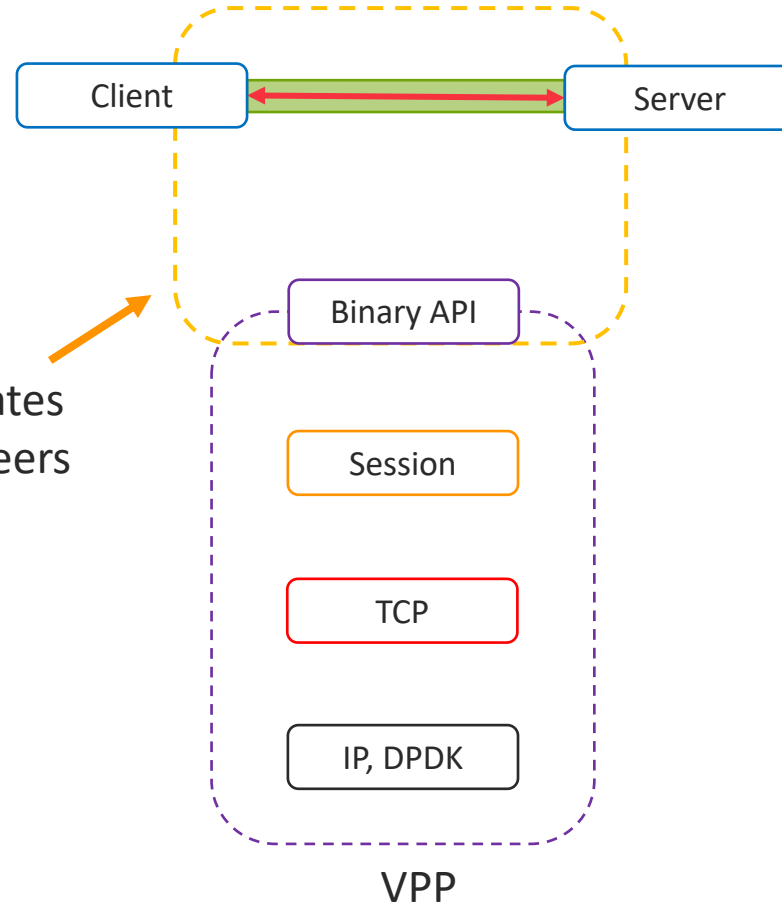 Client
Server
Binary API
Session
TCP
IP, DPDK
VPP